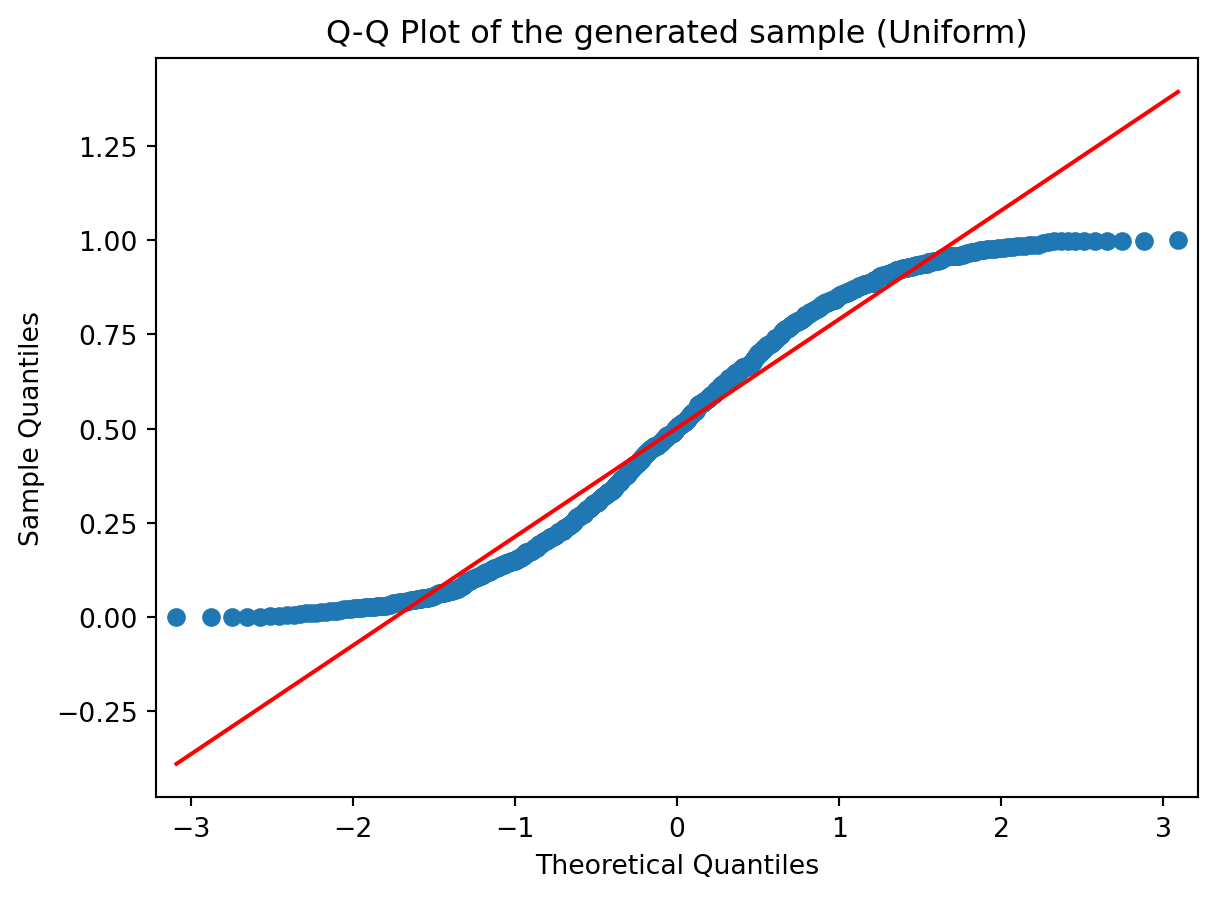 Q-Q Plot of the generated sample (Uniform)
Sample Quantiles
1.25
1.00
0.75
0.50
0.25
0.00
−0.25
−3 −2 −1 0 1 2 3
Theoretical Quantiles